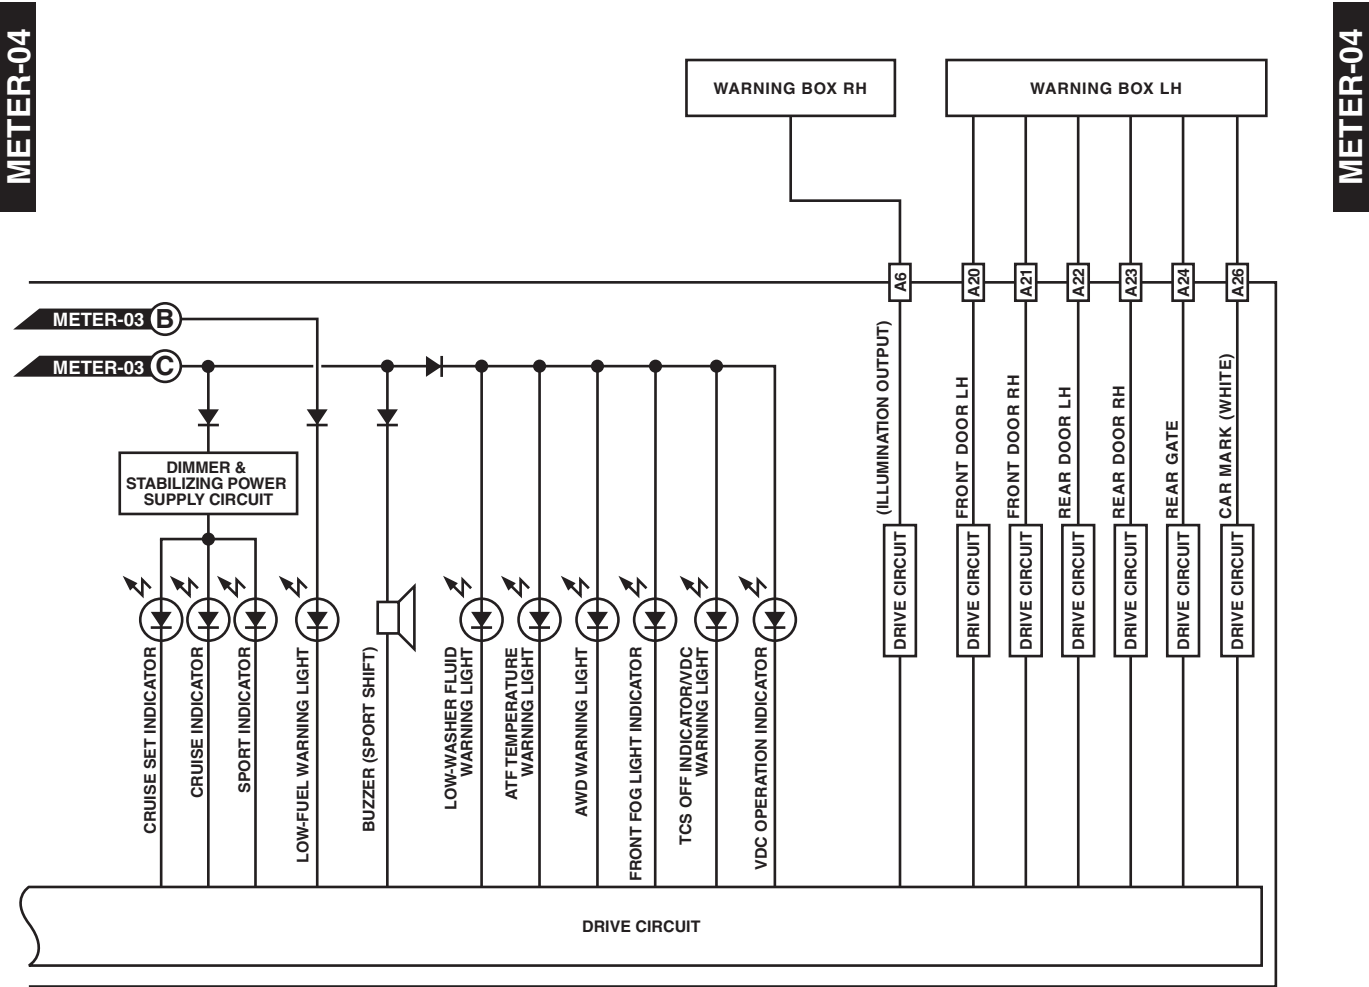 METER-04
METER-04
WARNING BOX RH
WARNING BOX LH
A6
A20
A21
A22
A23
A24
A26
METER-03 B
METER-03 C
(ILLUMINATION OUTPUT)
FRONT DOOR LH
FRONT DOOR RH
REAR DOOR LH
REAR DOOR RH
REAR GATE
CAR MARK (WHITE)
DIMMER &
STABILIZING POWER
SUPPLY CIRCUIT
DRIVE CIRCUIT
DRIVE CIRCUIT
DRIVE CIRCUIT
DRIVE CIRCUIT
DRIVE CIRCUIT
DRIVE CIRCUIT
DRIVE CIRCUIT
CRUISE SET INDICATOR
CRUISE INDICATOR
SPORT INDICATOR
LOW-FUEL WARNING LIGHT
BUZZER (SPORT SHIFT)
LOW-WASHER FLUID
WARNING LIGHT
ATF TEMPERATURE
WARNING LIGHT
AWD WARNING LIGHT
FRONT FOG LIGHT INDICATOR
TCS OFF INDICATOR/VDC
WARNING LIGHT
VDC OPERATION INDICATOR
DRIVE CIRCUIT